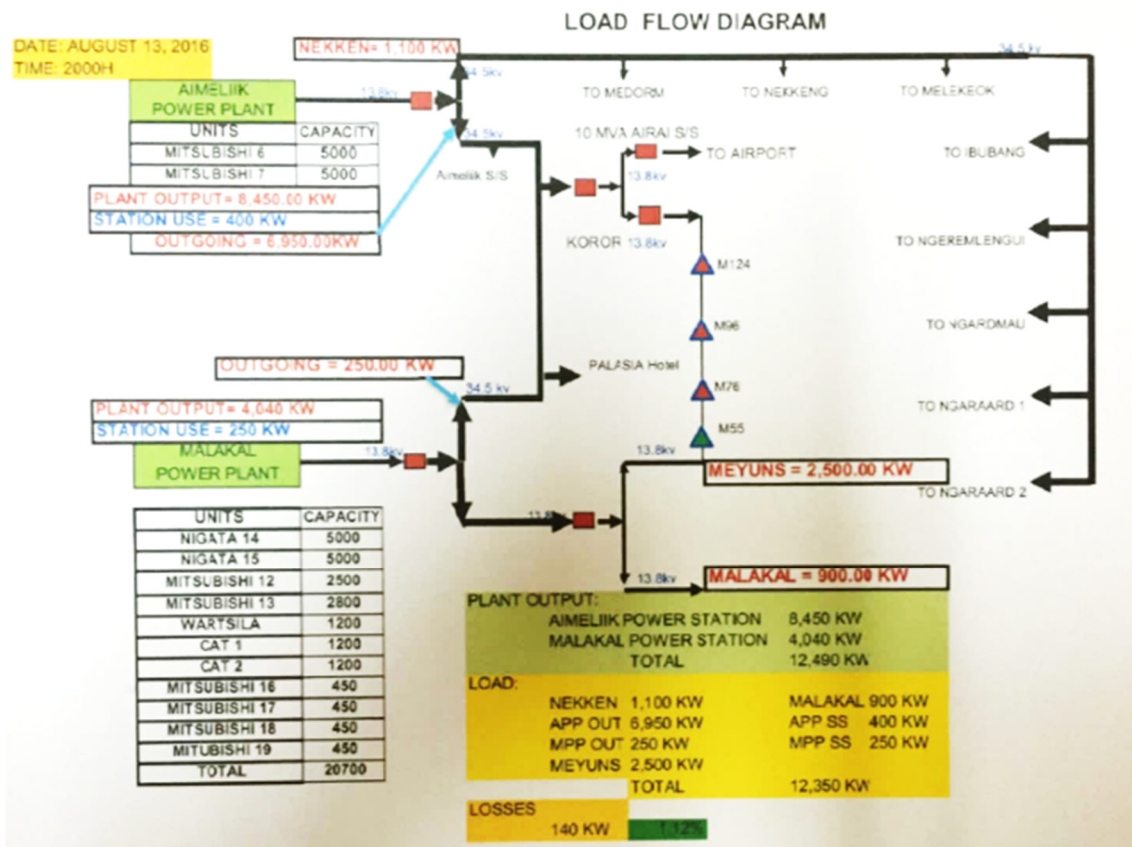 LOAD FLOW DIAGRAM
DATE: AUGUST 13, 2016
TIME: 2000H
NEKKEN= 1,100 KW
34.5 kv
34.5kv
AIMELIIK
POWER PLANT
13.8kv
TO MEDORM
TO NEKKENG
TO MELEKEOK
UNITS CAPACITY
MITSUBISHI 6 5000
MITSUBISHI 7 5000
34.5kv
Aimeliik S/S
10 MVA AIRAI S/S
TO AIRPORT
13.8kv
TO IBUBANG
PLANT OUTPUT= 8,450.00 KW
STATION USE = 400 KW
OUTGOING = 6,950.00KW
KOROR 13.8kv
TO NGEREMLENGUI
M124
M96
TO NGARDMAU
OUTGOING = 250.00 KW
PALASIA Hotel
34.5 kv
M76
TO NGARAARD 1
PLANT OUTPUT= 4,040 KW
STATION USE = 250 KW
M55
MALAKAL
POWER PLANT
13.8kv
13.8kv
MEYUNS = 2,500.00 KW
TO NGARAARD 2
UNITS CAPACITY
NIGATA 14 5000
NIGATA 15 5000
MITSUBISHI 12 2500
MITSUBISHI 13 2800
WARTSILA 1200
CAT 1 1200
CAT 2 1200
MITSUBISHI 16 450
MITSUBISHI 17 450
MITSUBISHI 18 450
MITUBISHI 19 450
TOTAL 20700
13.8kv
13.8kv
MALAKAL = 900.00 KW
PLANT OUTPUT:
AIMELIIK POWER STATION 8,450 KW
MALAKAL POWER STATION 4,040 KW
TOTAL 12,490 KW
LOAD:
NEKKEN 1,100 KW MALAKAL 900 KW
APP OUT 6,950 KW APP SS 400 KW
MPP OUT 250 KW MPP SS 250 KW
MEYUNS 2,500 KW
TOTAL 12,350 KW
LOSSES
140 KW 1.12%